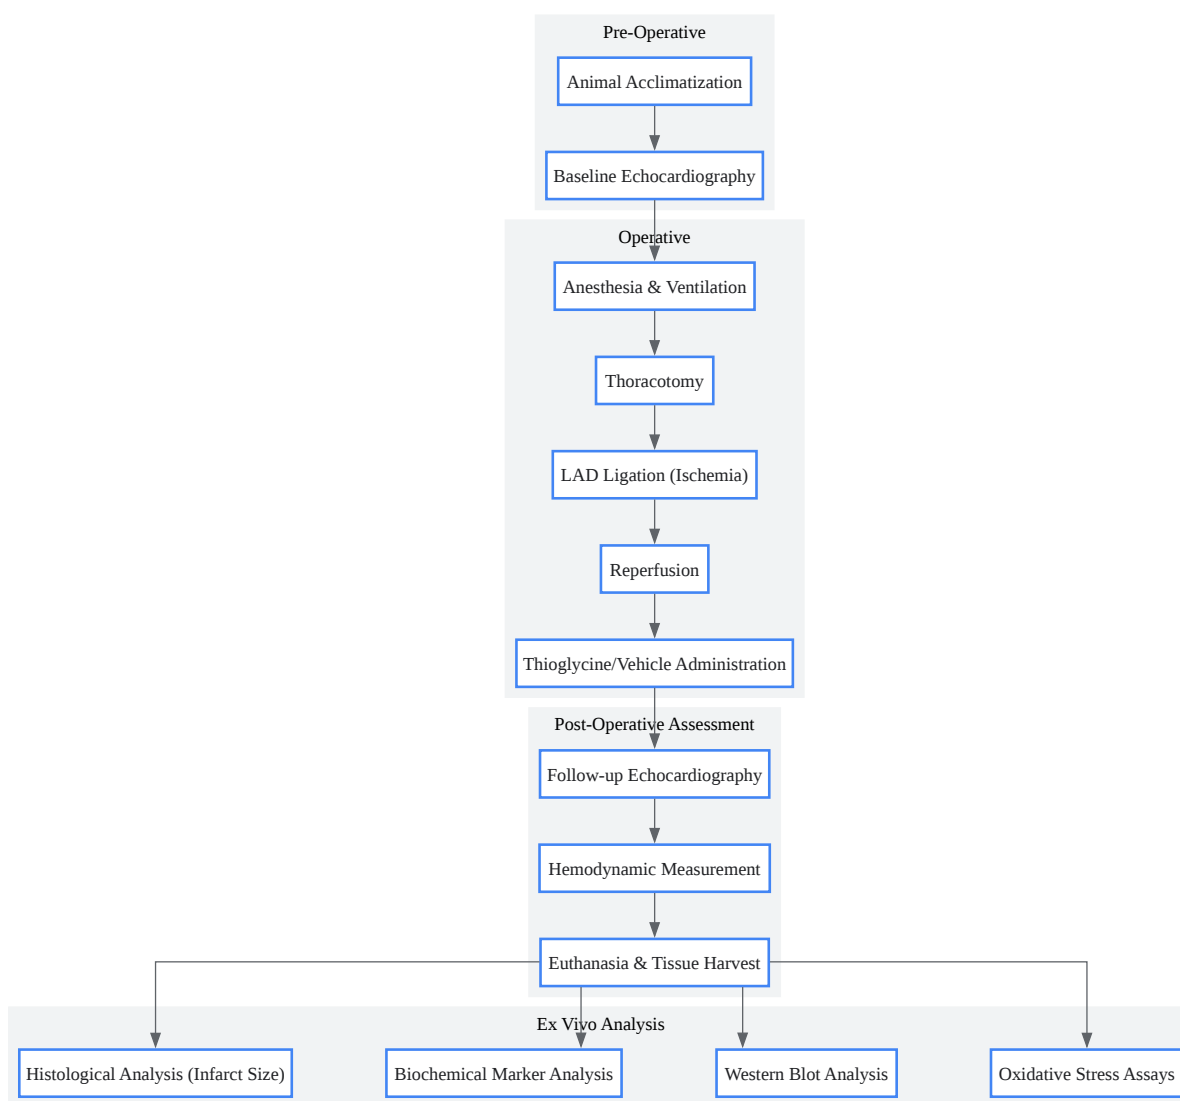 Pre-Operative
Animal Acclimatization
Baseline Echocardiography
Operative
Anesthesia & Ventilation
Thoracotomy
LAD Ligation (Ischemia)
Reperfusion
Thioglycine/Vehicle Administration
Post-Operative Assessment
Follow-up Echocardiography
Hemodynamic Measurement
Euthanasia & Tissue Harvest
Ex Vivo Analysis
Histological Analysis (Infarct Size)
Biochemical Marker Analysis
Western Blot Analysis
Oxidative Stress Assays